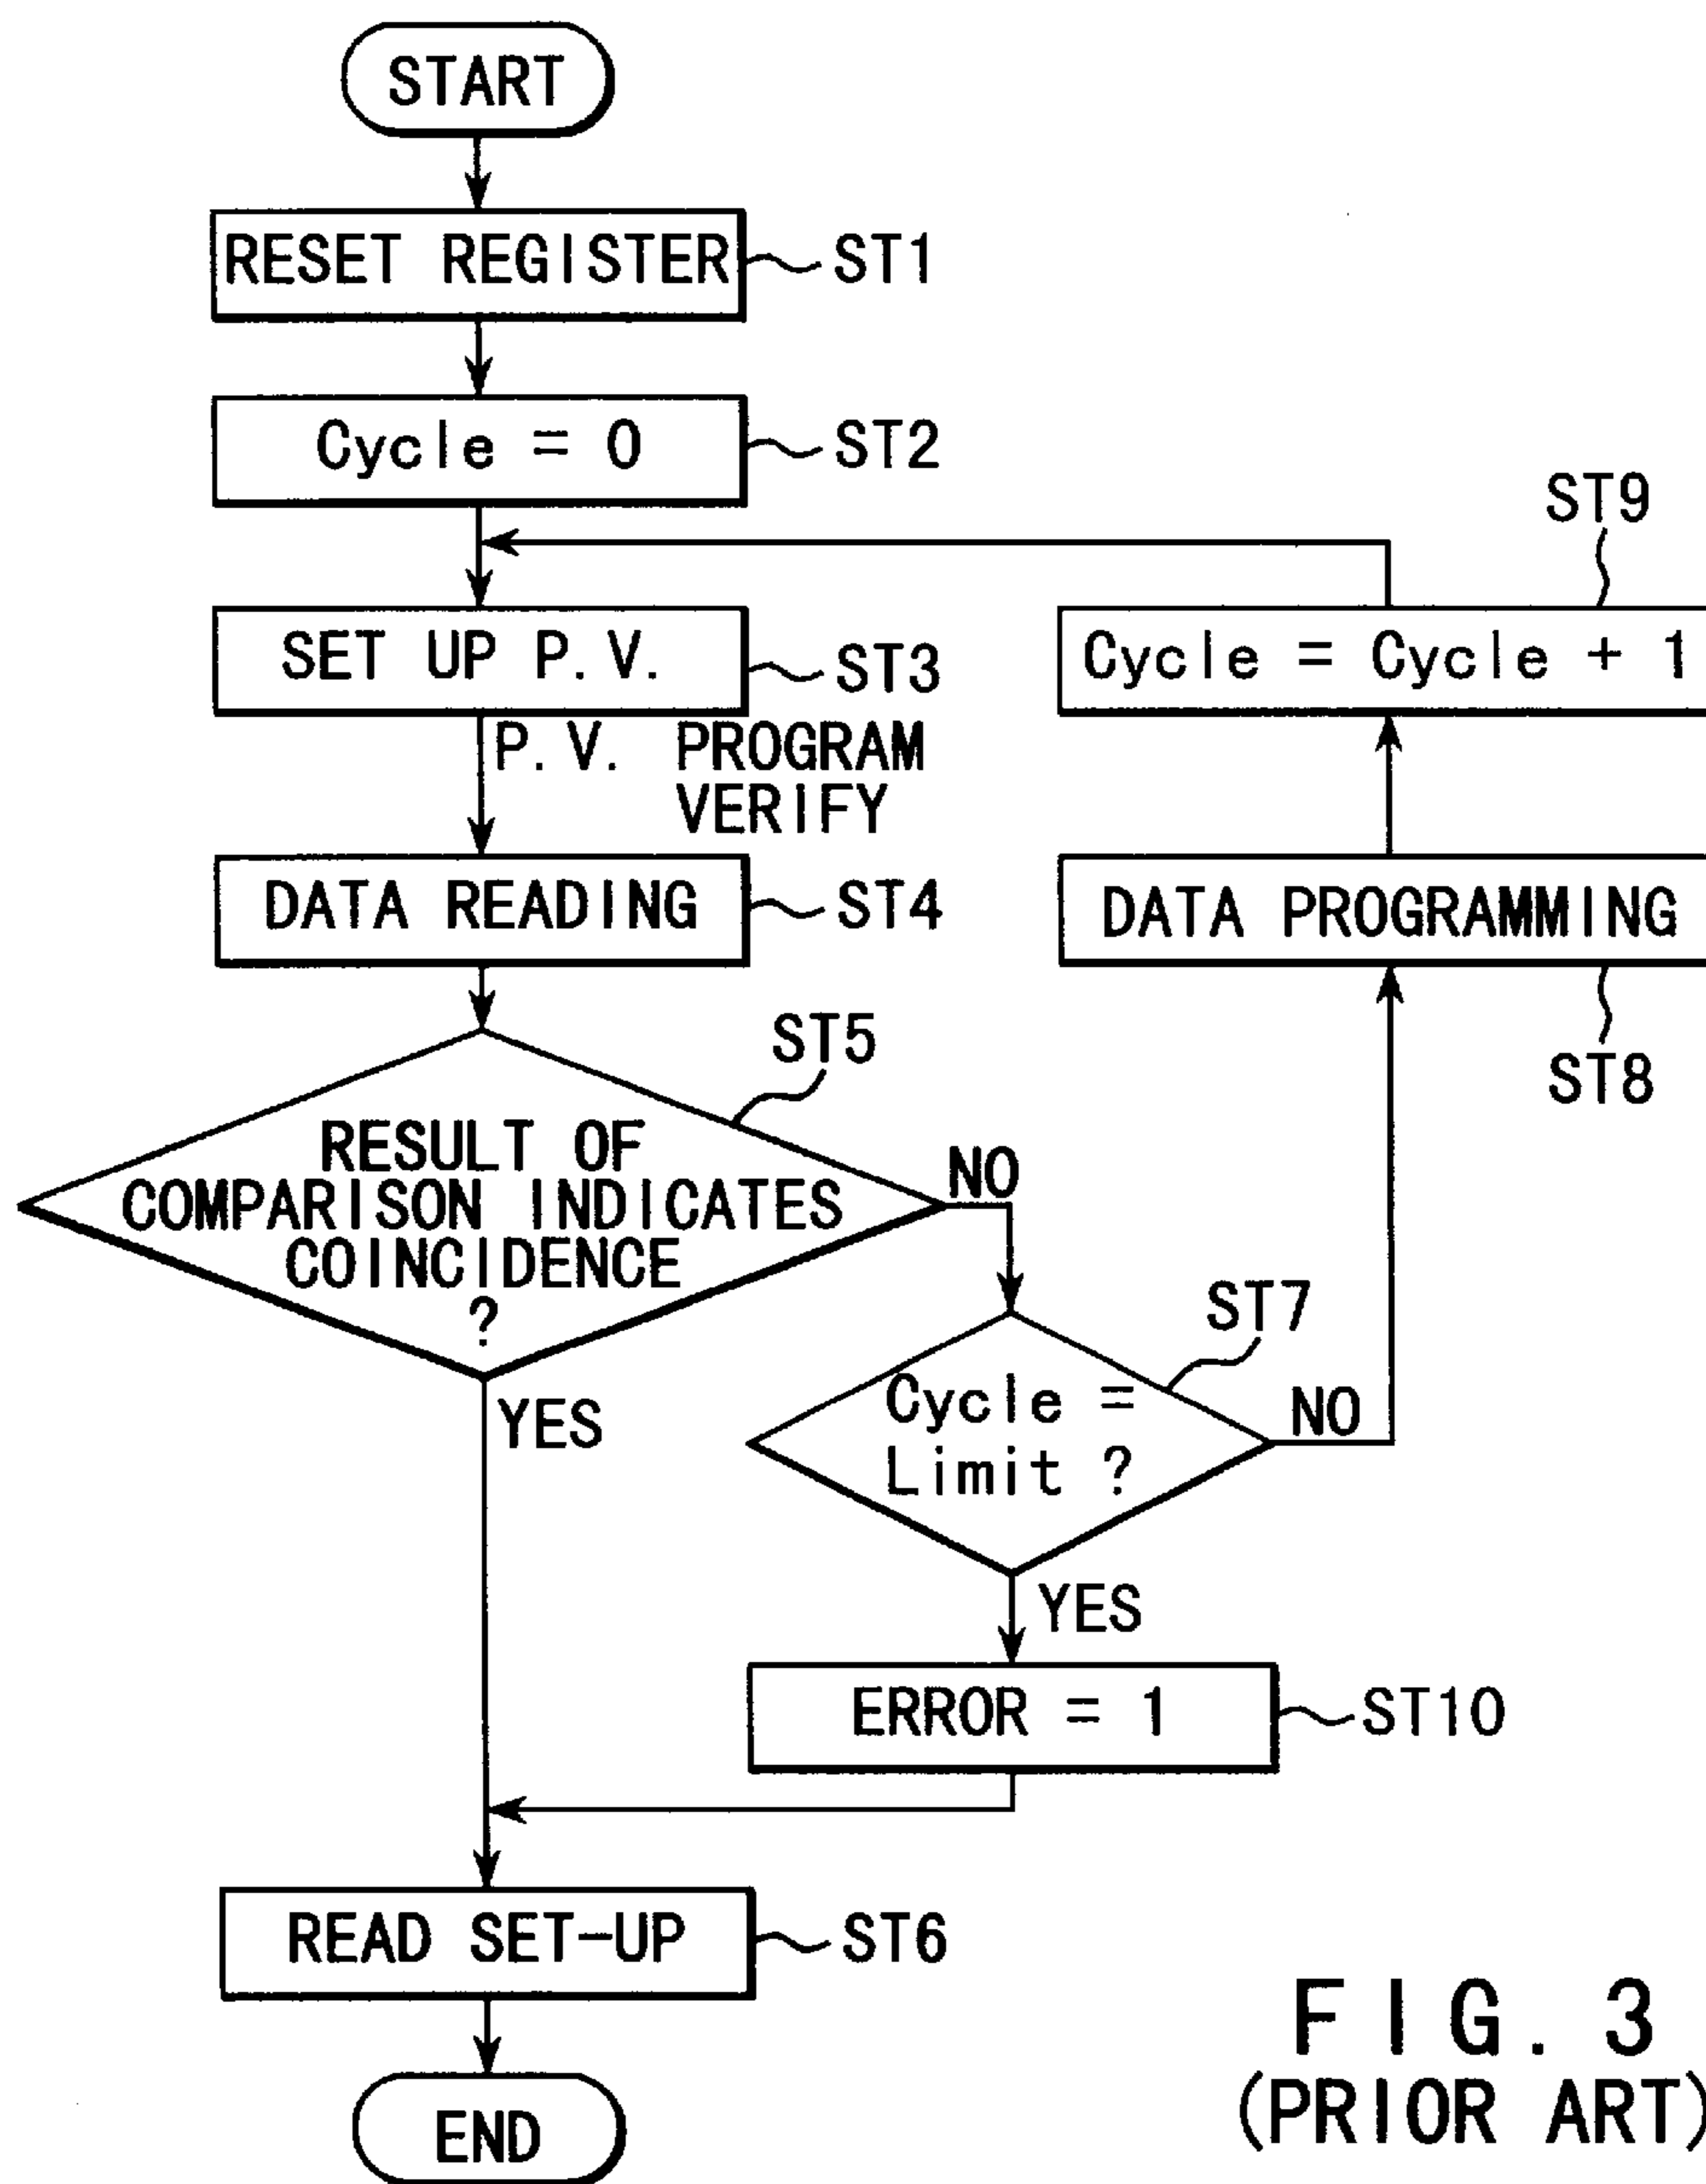 START
RESET REGISTER
ST1
Cycle = 0
ST2
SET UP P.V.
ST3
P.V. PROGRAM
VERIFY
DATA READING
ST4
RESULT OF
COMPARISON INDICATES
COINCIDENCE
?
ST5
NO
YES
Cycle =
Limit ?
ST7
NO
YES
DATA PROGRAMMING
ST8
Cycle = Cycle + 1
ST9
ERROR = 1
ST10
READ SET-UP
ST6
END
FIG. 3
(PRIOR ART)